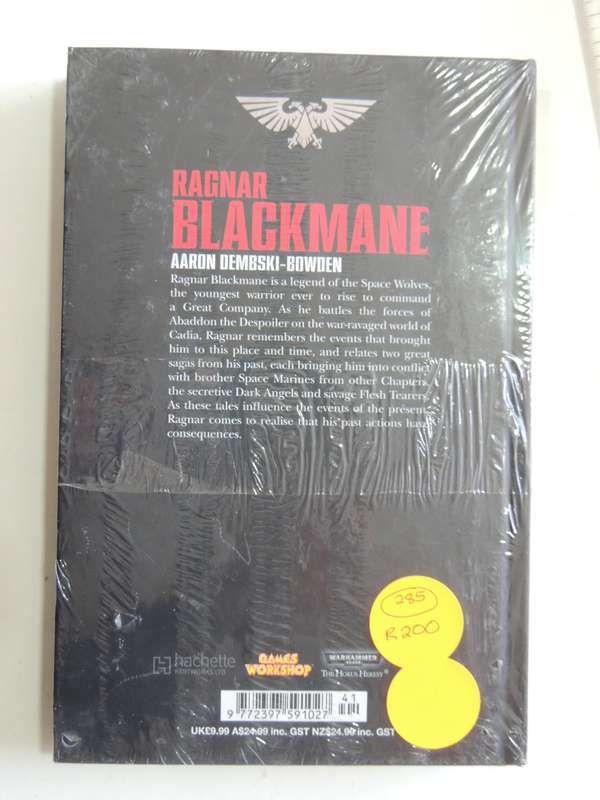 RAGNAR
BLACKMANE
AARON DEMBSKI-BOWDEN
Ragnar Blackmane is a legend of the Space Wolves,
the youngest warrior ever to rise to command
a Great Company. As he battles the forces of
Abaddon the Despoiler on the war-ravaged world of
Cadia, Ragnar remembers the events that brought
him to this place and time, and relates two great
sagas from his past, each bringing him into conflict
with brother Space Marines from other Chapters,
the secretive Dark Angels and savage Flesh Tearers.
As these tales influence the events of the present,
Ragnar comes to realise that his past actions have
consequences.
285
R200
hachette
PARTWORKS LTD
GAMES
WORKSHOP
WARHAMMER
40,000
THE HORUS HERESY®
41
9 772397 591027
UK£9.99 A$24.99 inc. GST NZ$24.99 inc. GST